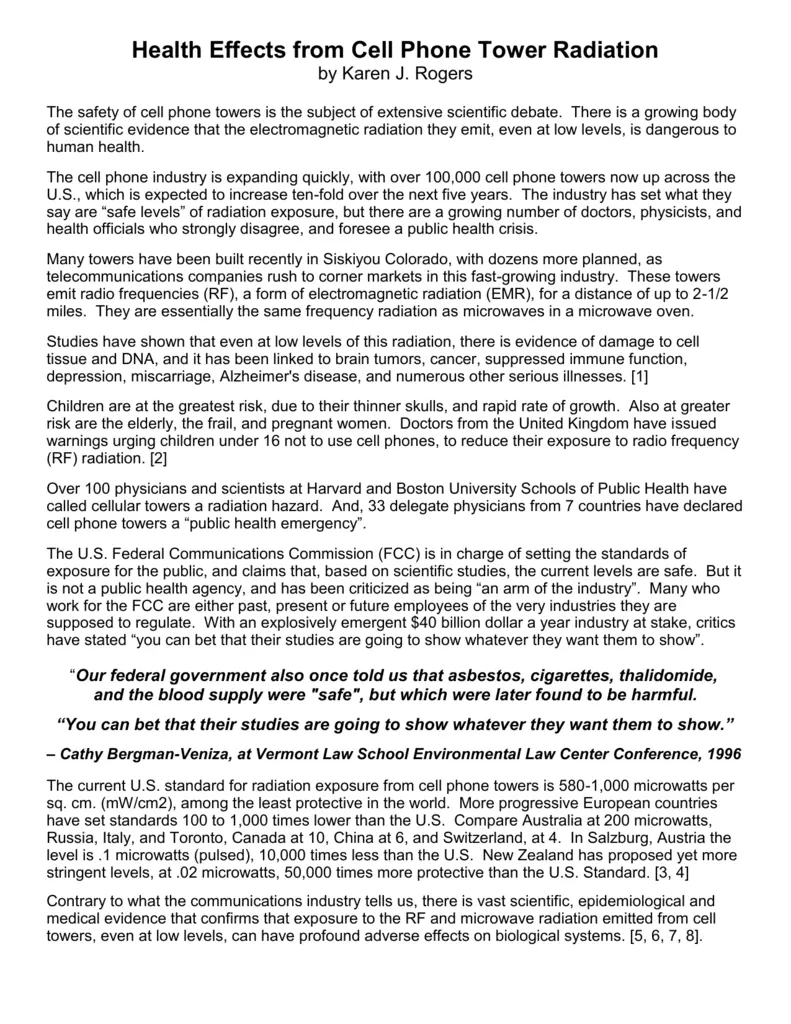 Health Effects from Cell Phone Tower Radiation
by Karen J. Rogers
The safety of cell phone towers is the subject of extensive scientific debate.  There is a growing body
of scientific evidence that the electromagnetic radiation they emit, even at low levels, is dangerous to
human health.
The cell phone industry is expanding quickly, with over 100,000 cell phone towers now up across the
U.S., which is expected to increase ten-fold over the next five years.  The industry has set what they
say are “safe levels” of radiation exposure, but there are a growing number of doctors, physicists, and
health officials who strongly disagree, and foresee a public health crisis.
Many towers have been built recently in Siskiyou Colorado, with dozens more planned, as
telecommunications companies rush to corner markets in this fast-growing industry.  These towers
emit radio frequencies (RF), a form of electromagnetic radiation (EMR), for a distance of up to 2-1/2
miles.  They are essentially the same frequency radiation as microwaves in a microwave oven.
Studies have shown that even at low levels of this radiation, there is evidence of damage to cell
tissue and DNA, and it has been linked to brain tumors, cancer, suppressed immune function,
depression, miscarriage, Alzheimer's disease, and numerous other serious illnesses. [1]
Children are at the greatest risk, due to their thinner skulls, and rapid rate of growth.  Also at greater
risk are the elderly, the frail, and pregnant women.  Doctors from the United Kingdom have issued
warnings urging children under 16 not to use cell phones, to reduce their exposure to radio frequency
(RF) radiation. [2]
Over 100 physicians and scientists at Harvard and Boston University Schools of Public Health have
called cellular towers a radiation hazard.  And, 33 delegate physicians from 7 countries have declared
cell phone towers a “public health emergency”.
The U.S. Federal Communications Commission (FCC) is in charge of setting the standards of
exposure for the public, and claims that, based on scientific studies, the current levels are safe.  But it
is not a public health agency, and has been criticized as being “an arm of the industry”.  Many who
work for the FCC are either past, present or future employees of the very industries they are
supposed to regulate.  With an explosively emergent $40 billion dollar a year industry at stake, critics
have stated “you can bet that their studies are going to show whatever they want them to show”.
“Our federal government also once told us that asbestos, cigarettes, thalidomide,
and the blood supply were "safe", but which were later found to be harmful.
“You can bet that their studies are going to show whatever they want them to show.”
– Cathy Bergman-Veniza, at Vermont Law School Environmental Law Center Conference, 1996
The current U.S. standard for radiation exposure from cell phone towers is 580-1,000 microwatts per
sq. cm. (mW/cm2), among the least protective in the world.  More progressive European countries
have set standards 100 to 1,000 times lower than the U.S.  Compare Australia at 200 microwatts,
Russia, Italy, and Toronto, Canada at 10, China at 6, and Switzerland, at 4.  In Salzburg, Austria the
level is .1 microwatts (pulsed), 10,000 times less than the U.S.  New Zealand has proposed yet more
stringent levels, at .02 microwatts, 50,000 times more protective than the U.S. Standard. [3, 4]
Contrary to what the communications industry tells us, there is vast scientific, epidemiological and
medical evidence that confirms that exposure to the RF and microwave radiation emitted from cell
towers, even at low levels, can have profound adverse effects on biological systems. [5, 6, 7, 8].